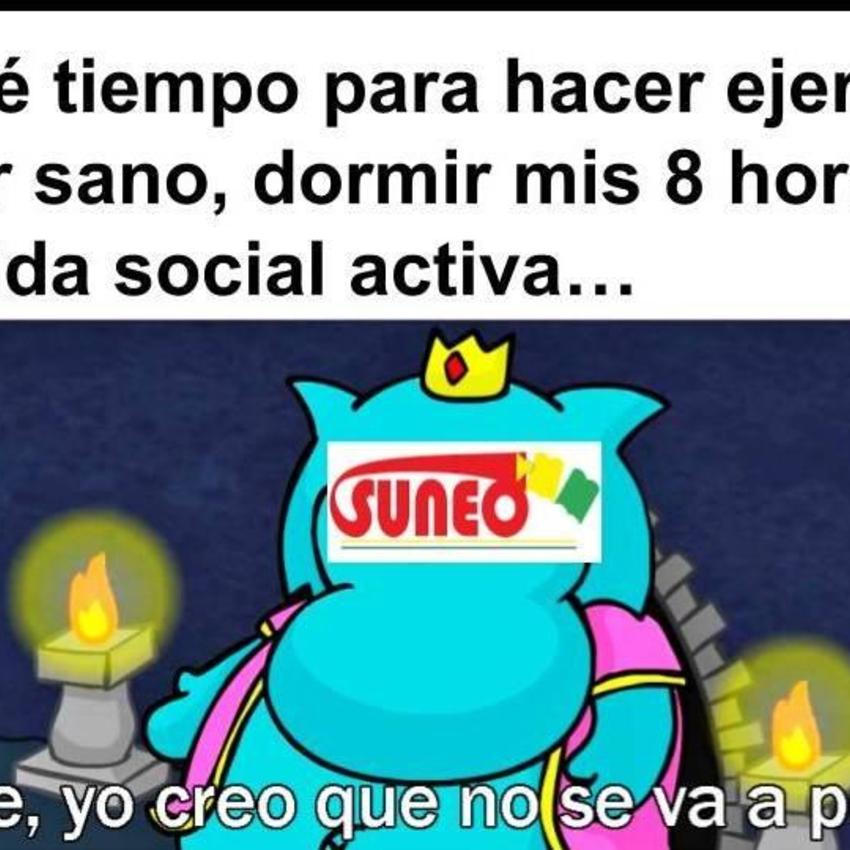 é tiempo para hacer ejer
r sano, dormir mis 8 hor
da social activa...
SUNEO
e, yo creo que no se va a p